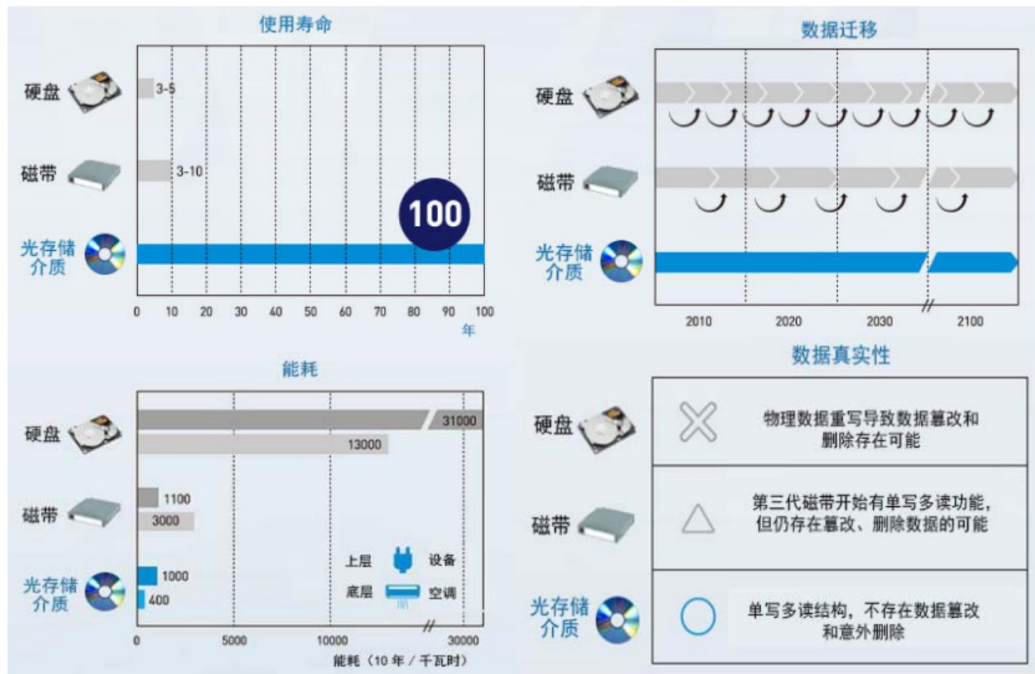 使用寿命
硬盘
3-5
磁带
3-10
100
光存储
介质
0 10 20 30 40 50 60 70 80 90 100
年
数据迁移
硬盘
磁带
光存储
介质
2010 2020 2030 2100
能耗
硬盘
31000
13000
磁带
1100
3000
上层 设备
光存储
介质
1000
400
底层 空调
0 5000 10000 30000
能耗（10 年 / 千瓦时）
数据真实性
硬盘
物理数据重写导致数据篡改和
删除存在可能
磁带
第三代磁带开始有单写多读功能，
但仍存在篡改、删除数据的可能
光存储
介质
单写多读结构，不存在数据篡改
和意外删除